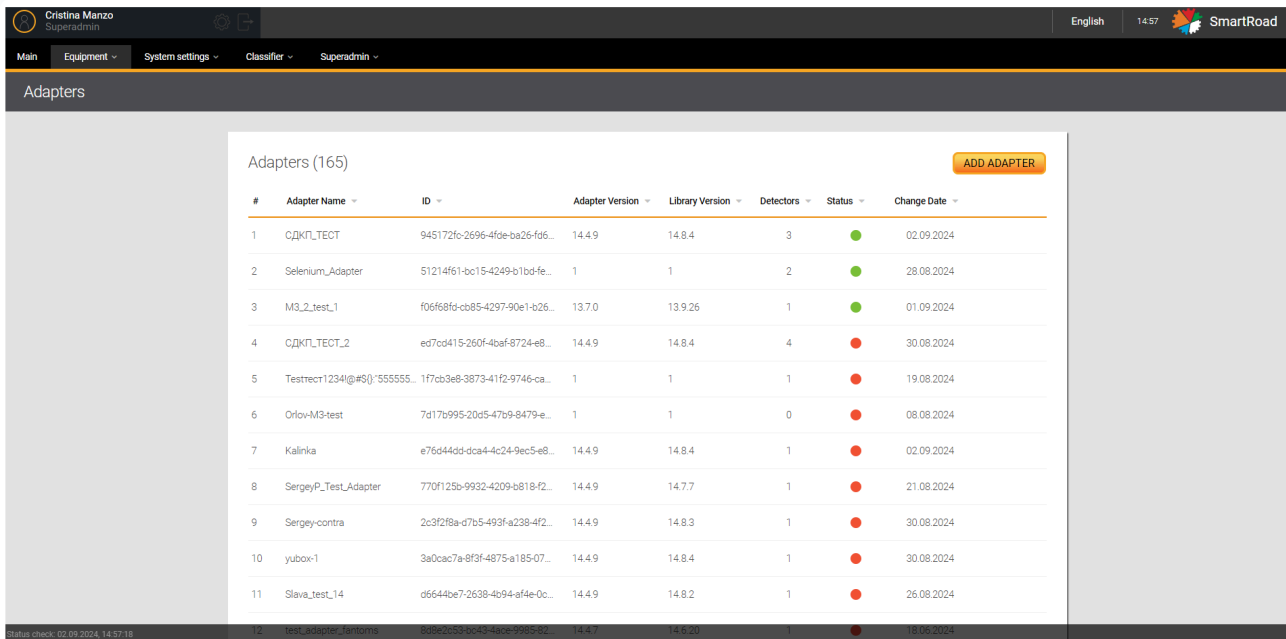 Cristina Manzo
Superadmin
English 14:57 SmartRoad
Main Equipment System settings Classifier Superadmin
Adapters
Adapters (165) ADD ADAPTER
# Adapter Name ID Adapter Version Library Version Detectors Status Change Date
1 СДКП_ТЕСТ 945172fc-2696-4fde-ba26-fd6... 14.4.9 14.8.4 3 02.09.2024
2 Selenium_Adapter 51214f61-bc15-4249-b1bd-fe... 1 1 2 28.08.2024
3 M3_2_test_1 f06f68fd-cb85-4297-90e1-b26... 13.7.0 13.9.26 1 01.09.2024
4 СДКП_ТЕСТ_2 ed7cd415-260f-4baf-8724-e8... 14.4.9 14.8.4 4 30.08.2024
5 Testтест1234!@#${}:"555555... 1f7cb3e8-3873-41f2-9746-ca... 1 1 1 19.08.2024
6 Orlov-M3-test 7d17b995-20d5-47b9-8479-e... 1 1 0 08.08.2024
7 Kalinka e76d44dd-dca4-4c24-9ec5-e8... 14.4.9 14.8.4 1 02.09.2024
8 SergeyP_Test_Adapter 770f125b-9932-4209-b818-f2... 14.4.9 14.7.7 1 21.08.2024
9 Sergey-contra 2c3f2f8a-d7b5-493f-a238-4f2... 14.4.9 14.8.3 1 30.08.2024
10 yubox-1 3a0cac7a-8f3f-4875-a185-07... 14.4.9 14.8.4 1 30.08.2024
11 Slava_test_14 d6644be7-2638-4b94-af4e-0c... 14.4.9 14.8.2 1 26.08.2024
12 test_adapter_fantoms 8d8e2c53-bc43-4ace-9985-82... 14.4.7 14.6.20 1 18.06.2024
Status check: 02.09.2024, 14:57:18